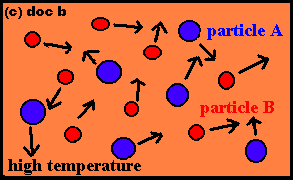 (c) doc b
particle A
particle B
high temperature